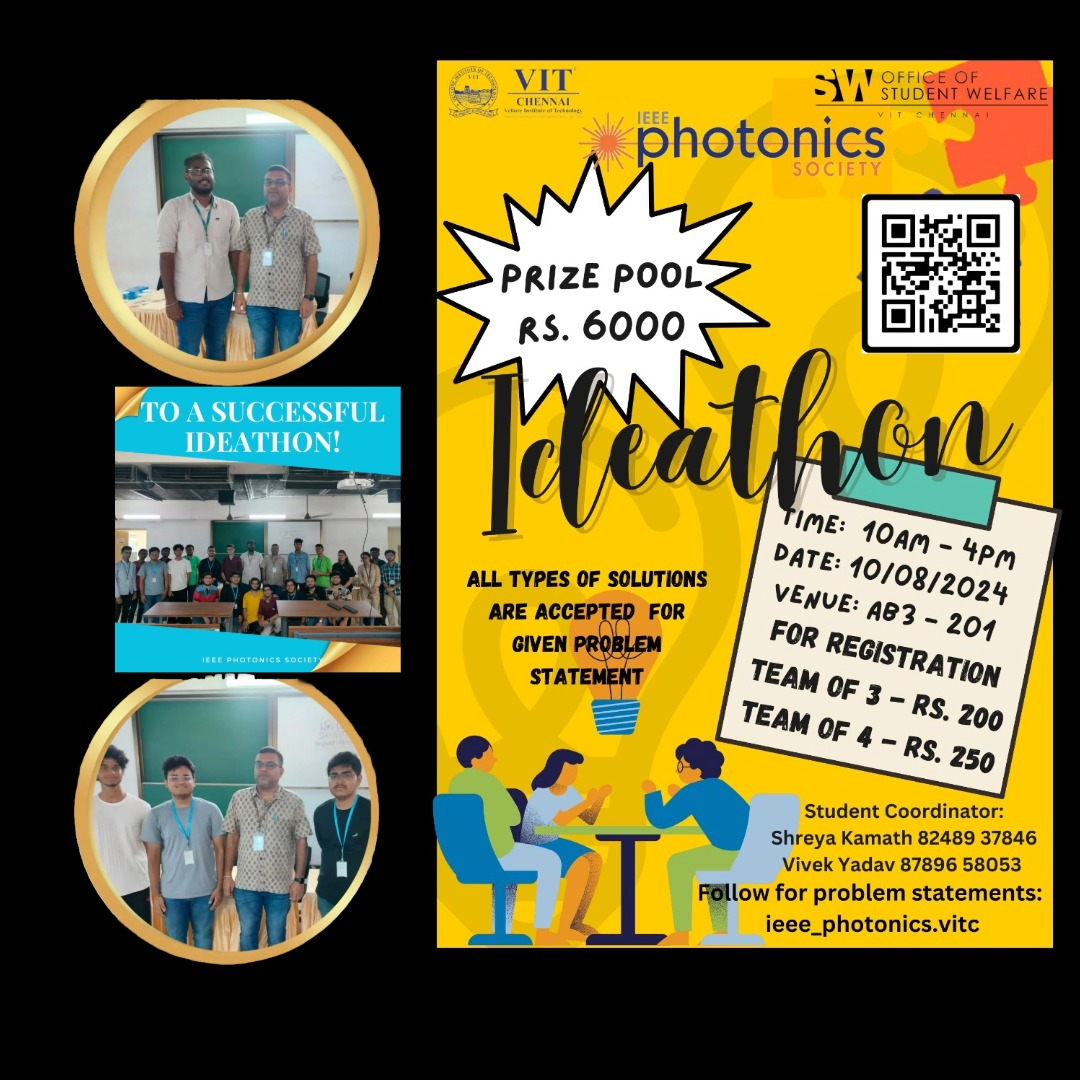 TO A SUCCESSFUL
IDEATHON!
IEEE PHOTONICS SOCIETY
VIT
CHENNAI
Vellore Institute of Technology
SW OFFICE OF
STUDENT WELFARE
VIT CHENNAI
IEEE
photonics
SOCIETY
PRIZE POOL
RS. 6000
Ideathon
TIME: 10AM - 4PM
DATE: 10/08/2024
VENUE: AB3 - 201
FOR REGISTRATION
TEAM OF 3 - RS. 200
TEAM OF 4 - RS. 250
ALL TYPES OF SOLUTIONS
ARE ACCEPTED FOR
GIVEN PROBLEM
STATEMENT
Student Coordinator:
Shreya Kamath 82489 37846
Vivek Yadav 87896 58053
Follow for problem statements:
ieee_photonics.vitc